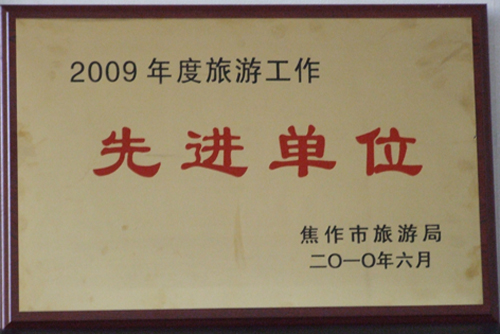 2009年度旅游工作
先进单位
焦作市旅游局
二〇一〇年六月